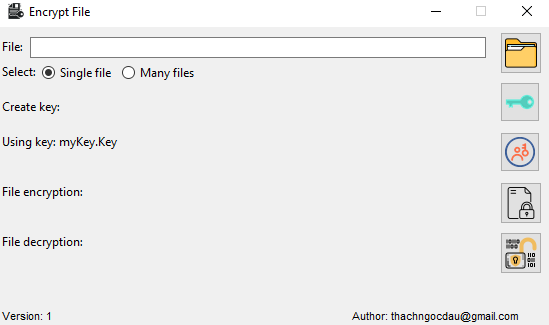 Encrypt File
File:
Select: Single file Many files
Create key:
Using key: myKey.Key
File encryption:
File decryption:
Version: 1 Author: thachngocdau@gmail.com